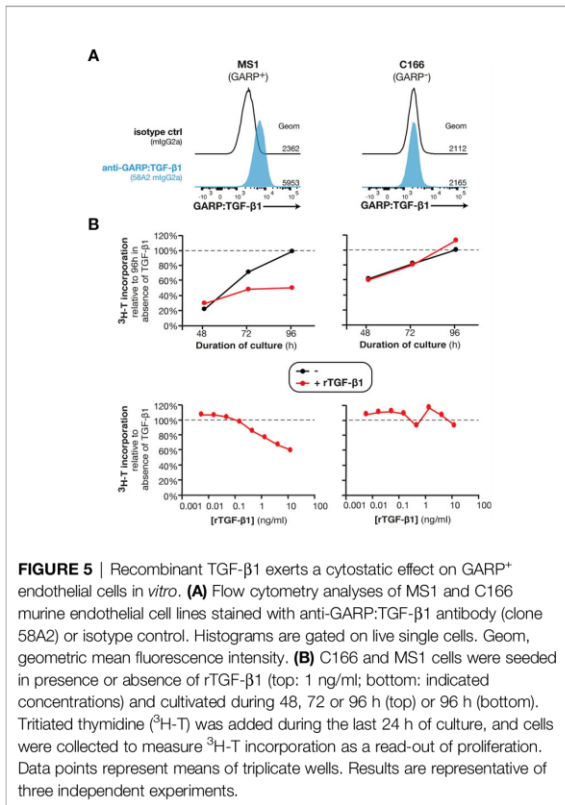 A
MS1
(GARP⁺)
C166
(GARP⁻)
isotype ctrl
(mIgG2a)
Geom
2362
Geom
2112
anti-GARP:TGF-β1
(58A2 mIgG2a)
5953
2165
-10³ 0 10³ 10⁴ 10⁵
-10³ 0 10³ 10⁴ 10⁵
GARP:TGF-β1
GARP:TGF-β1
B
³H-T incorporation
relative to 96h in
absence of TGF-β1
120%
100%
80%
60%
40%
20%
0%
48 72 96
Duration of culture (h)
120%
100%
80%
60%
40%
20%
0%
48 72 96
Duration of culture (h)
-
+ rTGF-β1
³H-T incorporation
relative to
absence of TGF-β1
120%
100%
80%
60%
40%
20%
0%
0.001 0.01 0.1 1 10 100
[rTGF-β1] (ng/ml)
120%
100%
80%
60%
40%
20%
0%
0.001 0.01 0.1 1 10 100
[rTGF-β1] (ng/ml)
FIGURE 5 | Recombinant TGF-β1 exerts a cytostatic effect on GARP⁺
endothelial cells in vitro. (A) Flow cytometry analyses of MS1 and C166
murine endothelial cell lines stained with anti-GARP:TGF-β1 antibody (clone
58A2) or isotype control. Histograms are gated on live single cells. Geom,
geometric mean fluorescence intensity. (B) C166 and MS1 cells were seeded
in presence or absence of rTGF-β1 (top: 1 ng/ml; bottom: indicated
concentrations) and cultivated during 48, 72 or 96 h (top) or 96 h (bottom).
Tritiated thymidine (³H-T) was added during the last 24 h of culture, and cells
were collected to measure ³H-T incorporation as a read-out of proliferation.
Data points represent means of triplicate wells. Results are representative of
three independent experiments.